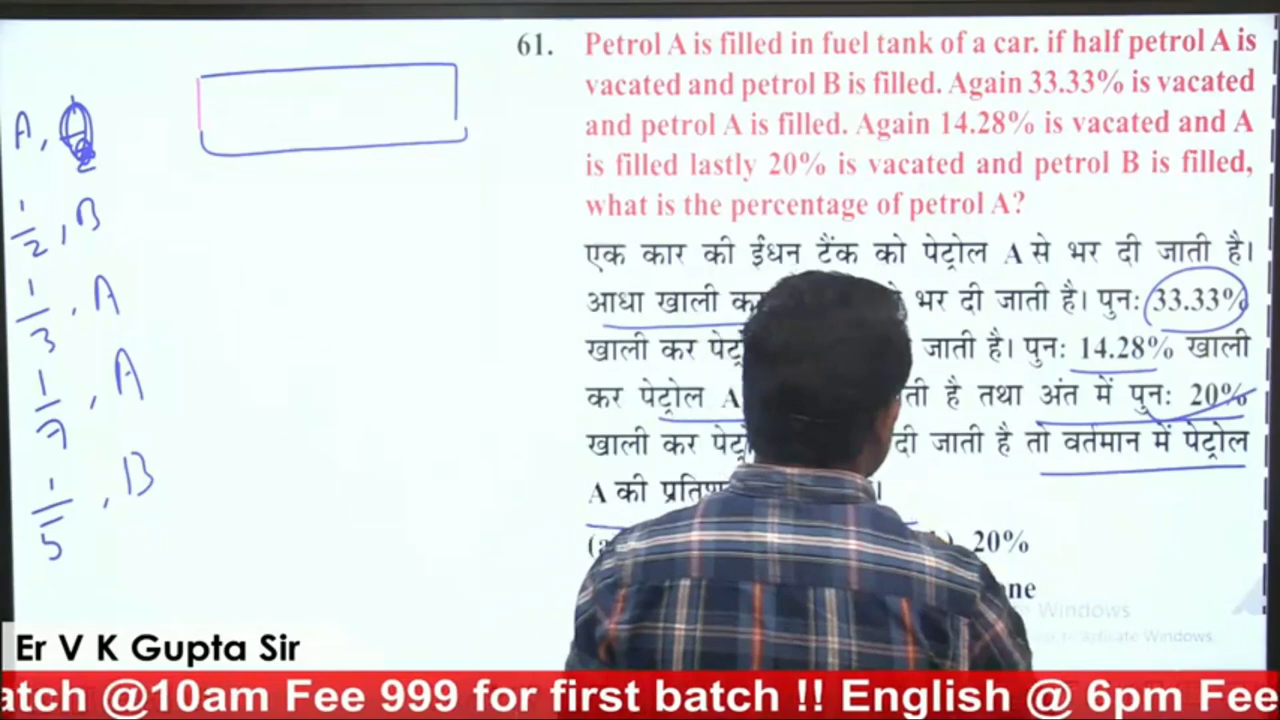 61. Petrol A is filled in fuel tank of a car. if half petrol A is
vacated and petrol B is filled. Again 33.33% is vacated
and petrol A is filled. Again 14.28% is vacated and A
is filled lastly 20% is vacated and petrol B is filled,
what is the percentage of petrol A?
एक कार की ईंधन टैंक को पेट्रोल A से भर दी जाती है।
आधा खाली भर दी जाती है। पुन: 33.33%
खाली कर जाती है। पुन: 14.28% खाली
कर पेट्रोल A है तथा अंत में पुन: 20%
खाली कर दी जाती है तो वर्तमान में पेट्रोल
A की
20%
A,
1/2, B
1/3, A
1/7, A
1/5, B
Windows
Er V K Gupta Sir
atch @10am Fee 999 for first batch !! English @ 6pm Fee